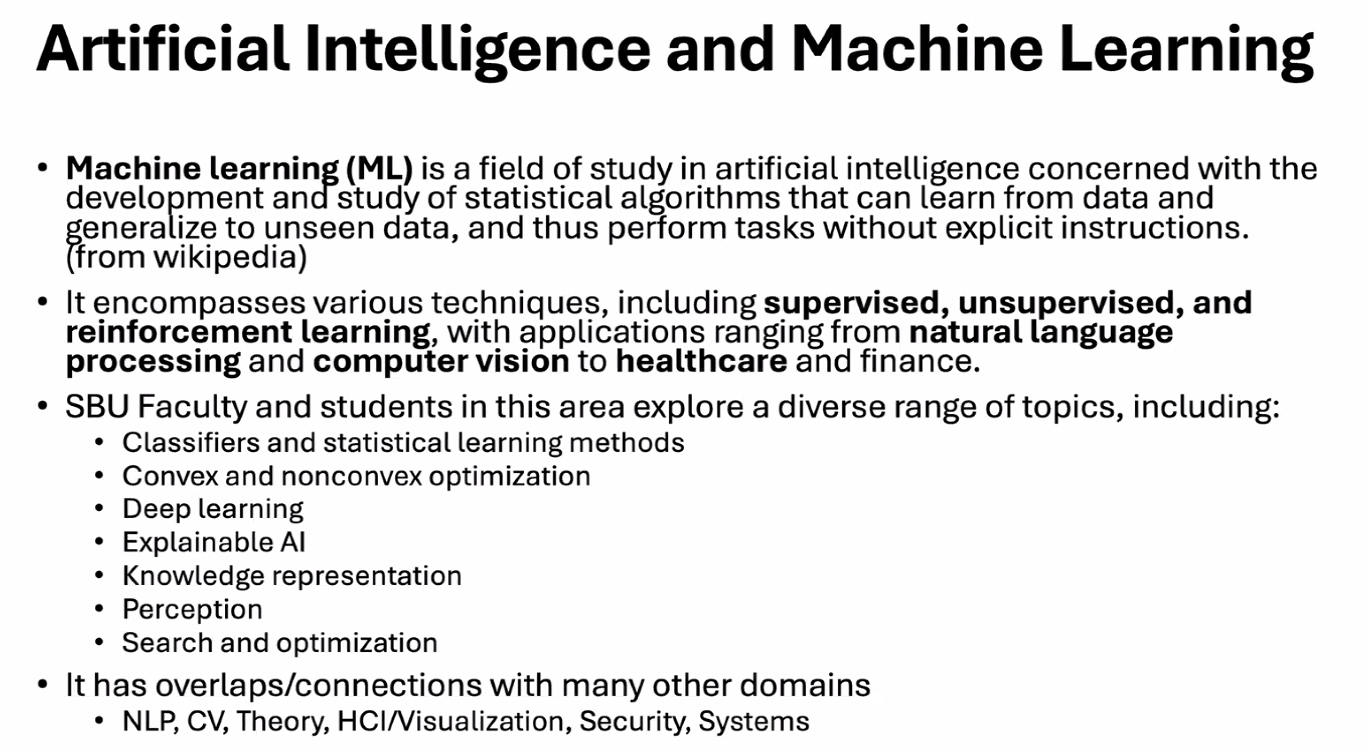 Artificial Intelligence and Machine Learning
• Machine learning (ML) is a field of study in artificial intelligence concerned with the
development and study of statistical algorithms that can learn from data and
generalize to unseen data, and thus perform tasks without explicit instructions.
(from wikipedia)
• It encompasses various techniques, including supervised, unsupervised, and
reinforcement learning, with applications ranging from natural language
processing and computer vision to healthcare and finance.
• SBU Faculty and students in this area explore a diverse range of topics, including:
• Classifiers and statistical learning methods
• Convex and nonconvex optimization
• Deep learning
• Explainable AI
• Knowledge representation
• Perception
• Search and optimization
• It has overlaps/connections with many other domains
• NLP, CV, Theory, HCI/Visualization, Security, Systems